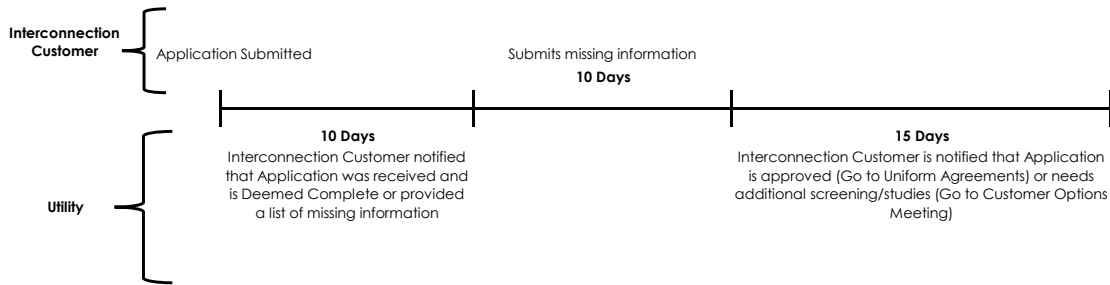 Interconnection
Customer
Application Submitted
Submits missing information
10 Days
10 Days
Interconnection Customer notified
that Application was received and
is Deemed Complete or provided
a list of missing information
15 Days
Interconnection Customer is notified that Application
is approved (Go to Uniform Agreements) or needs
additional screening/studies (Go to Customer Options
Meeting)
Utility